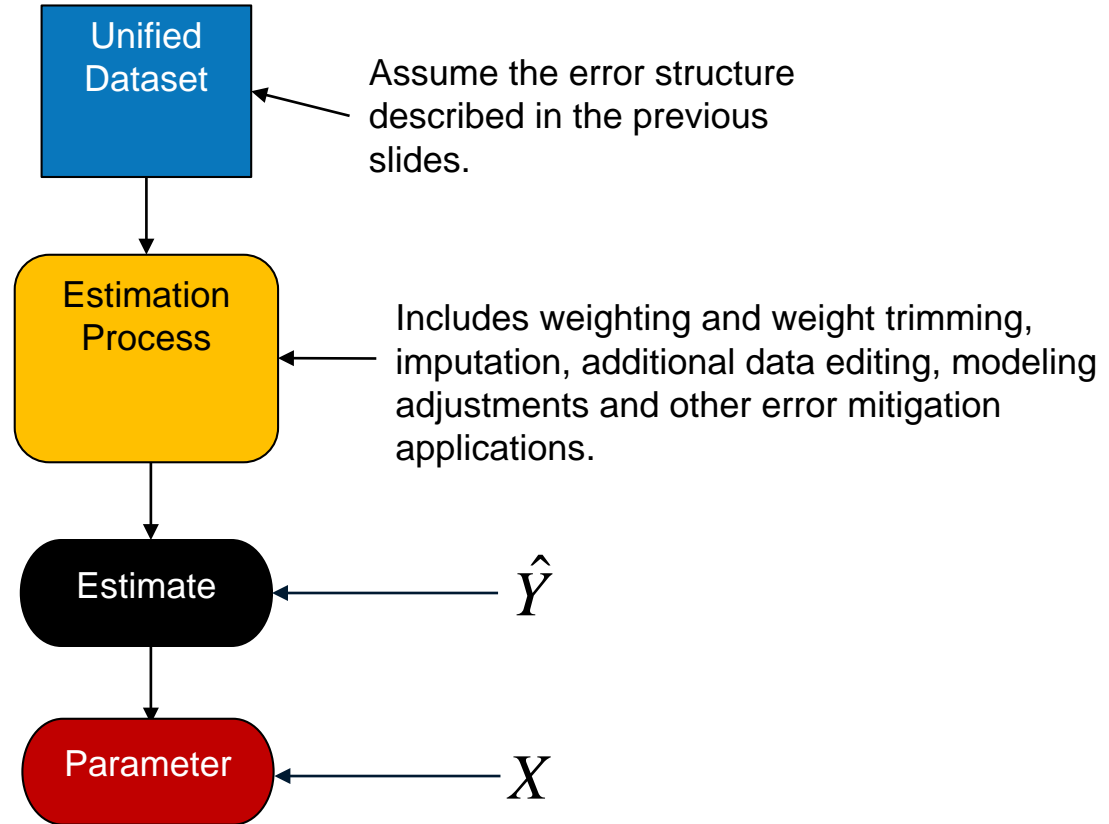 Unified
Dataset
Assume the error structure
described in the previous
slides.
Estimation
Process
Includes weighting and weight trimming,
imputation, additional data editing, modeling
adjustments and other error mitigation
applications.
Estimate
Ŷ
Parameter
X